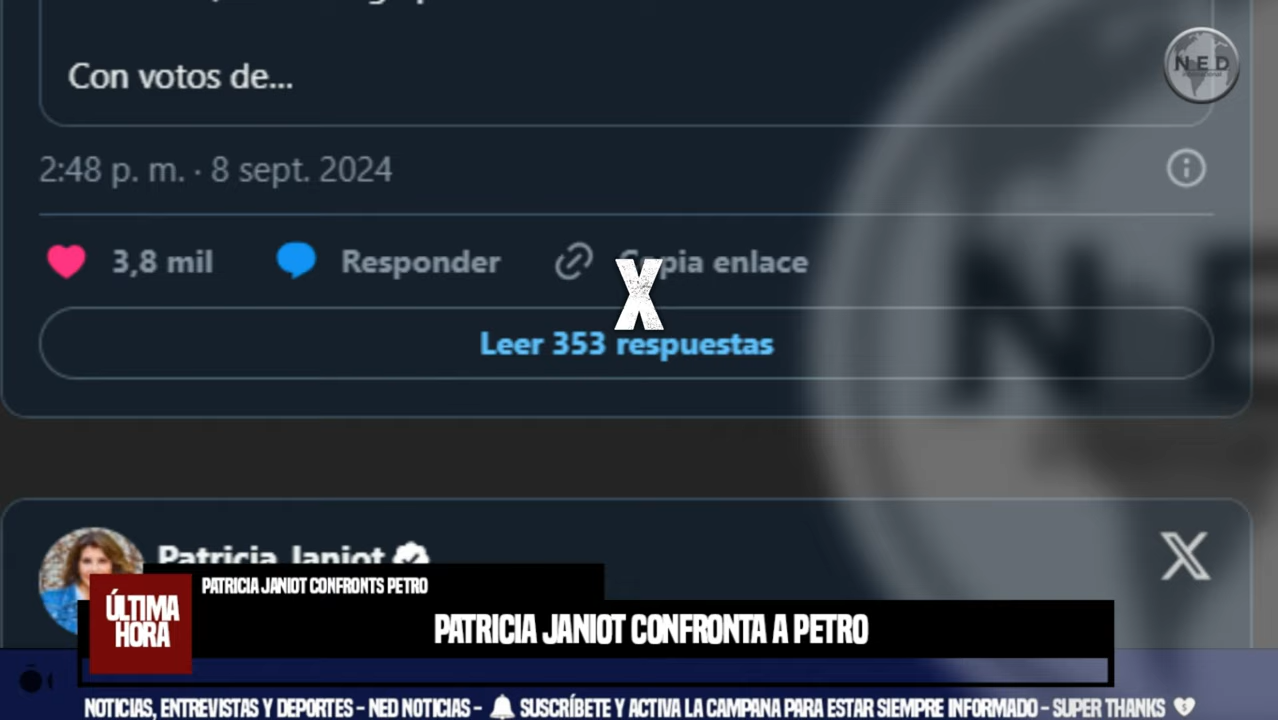 Con votos de...
NED
2:48 p. m. · 8 sept. 2024
3,8 mil
Responder
enlace
X
Leer 353 respuestas
N
Patricia Janiot
PATRICIA JANIOT CONFRONTS PETRO
ÚLTIMA
HORA
PATRICIA JANIOT CONFRONTA A PETRO
NOTICIAS, ENTREVISTAS Y DEPORTES - NED NOTICIAS - 🔔 SUSCRÍBETE Y ACTIVA LA CAMPANA PARA ESTAR SIEMPRE INFORMADO - SUPER THANKS